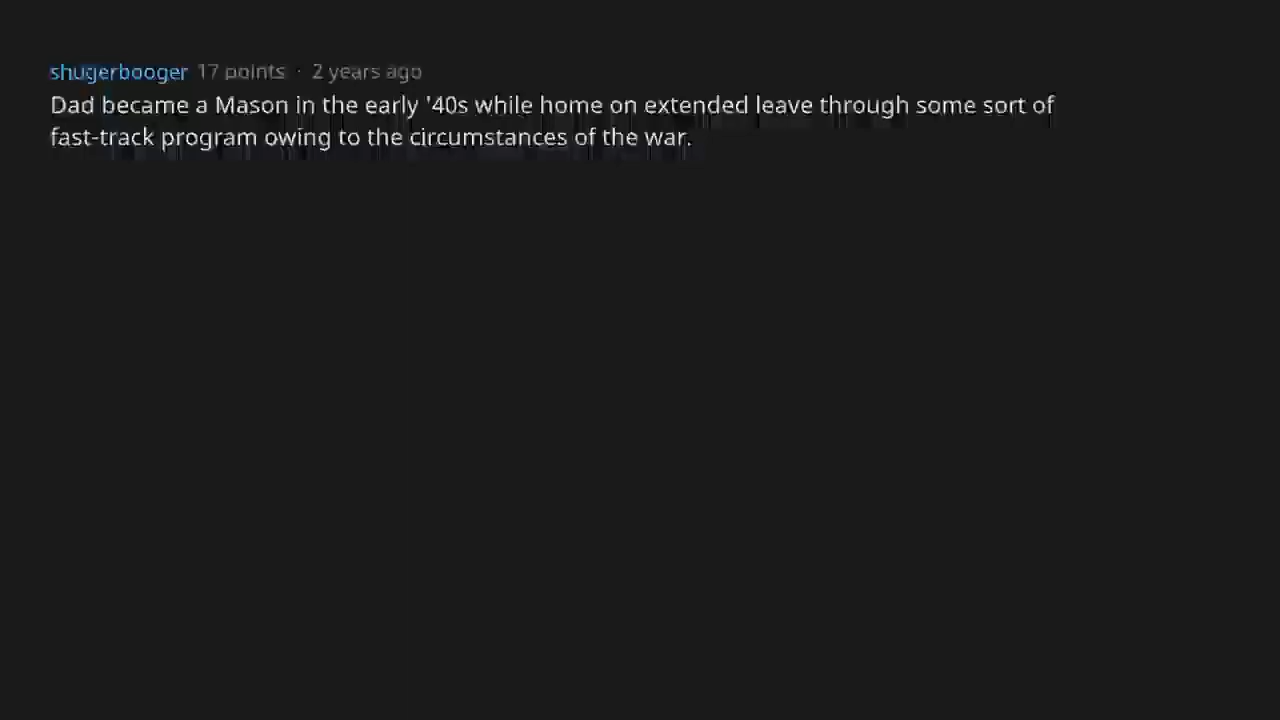 shugerbooger 17 points · 2 years ago
Dad became a Mason in the early '40s while home on extended leave through some sort of
fast-track program owing to the circumstances of the war.